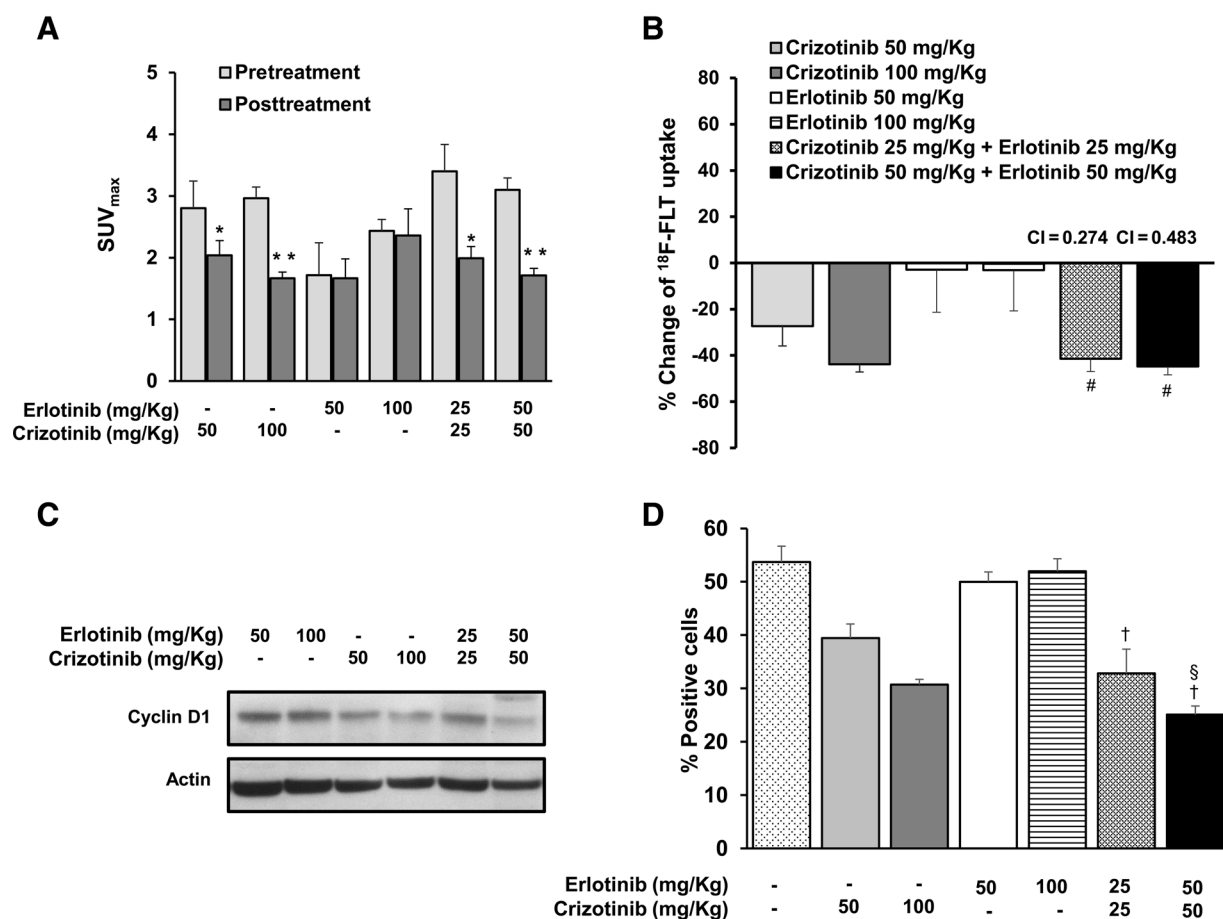 A
Pretreatment
Posttreatment
SUVmax
5
4
3
2
1
0
*
* *
*
* *
Erlotinib (mg/Kg) - - 50 100 25 50
Crizotinib (mg/Kg) 50 100 - - 25 50
B
Crizotinib 50 mg/Kg
Crizotinib 100 mg/Kg
Erlotinib 50 mg/Kg
Erlotinib 100 mg/Kg
Crizotinib 25 mg/Kg + Erlotinib 25 mg/Kg
Crizotinib 50 mg/Kg + Erlotinib 50 mg/Kg
% Change of 18F-FLT uptake
80
60
40
20
0
-20
-40
-60
-80
CI = 0.274 CI = 0.483
# #
C
Erlotinib (mg/Kg) 50 100 - - 25 50
Crizotinib (mg/Kg) - - 50 100 25 50
Cyclin D1
Actin
D
% Positive cells
60
50
40
30
20
10
0
†
§
†
Erlotinib (mg/Kg) - - - 50 100 25 50
Crizotinib (mg/Kg) - 50 100 - - 25 50